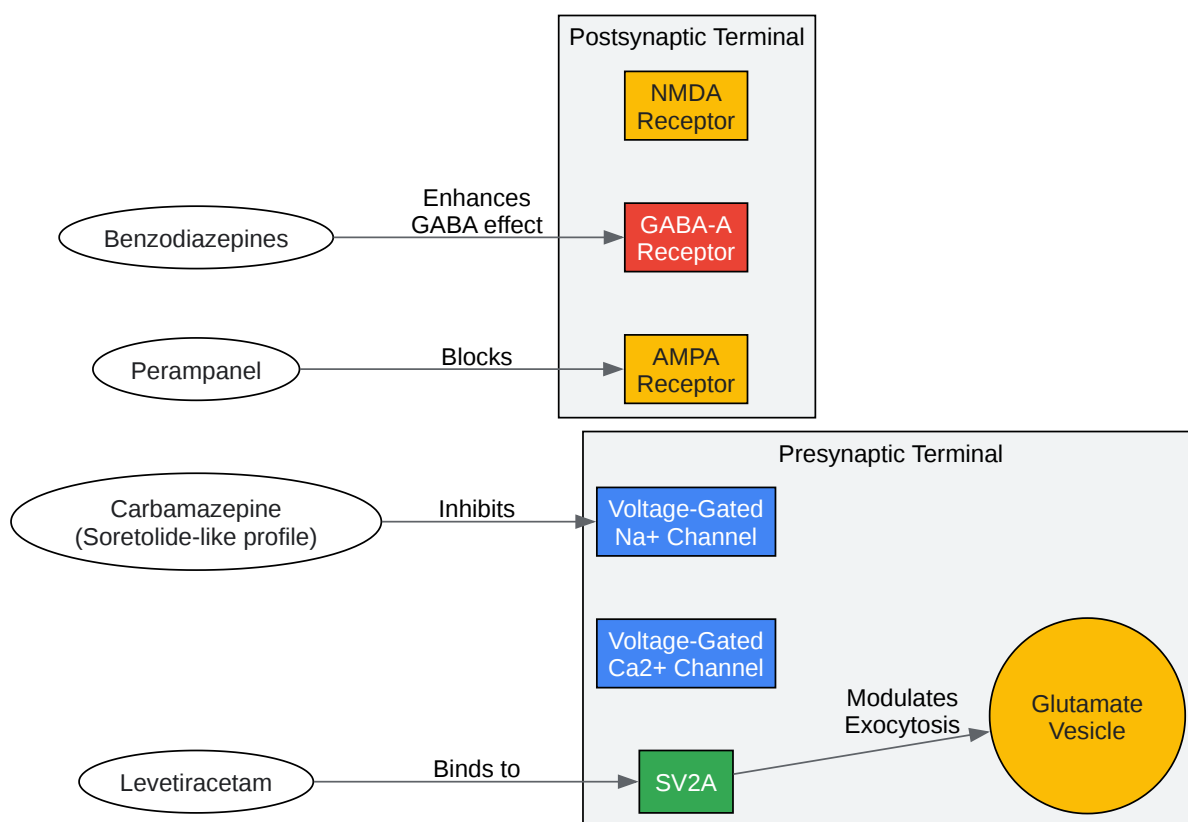 Postsynaptic Terminal
NMDA
Receptor
Benzodiazepines
Enhances
GABA effect
GABA-A
Receptor
Perampanel
Blocks
AMPA
Receptor
Presynaptic Terminal
Carbamazepine
(Soretolide-like profile)
Inhibits
Voltage-Gated
Na+ Channel
Voltage-Gated
Ca2+ Channel
Levetiracetam
Binds to
SV2A
Modulates
Exocytosis
Glutamate
Vesicle